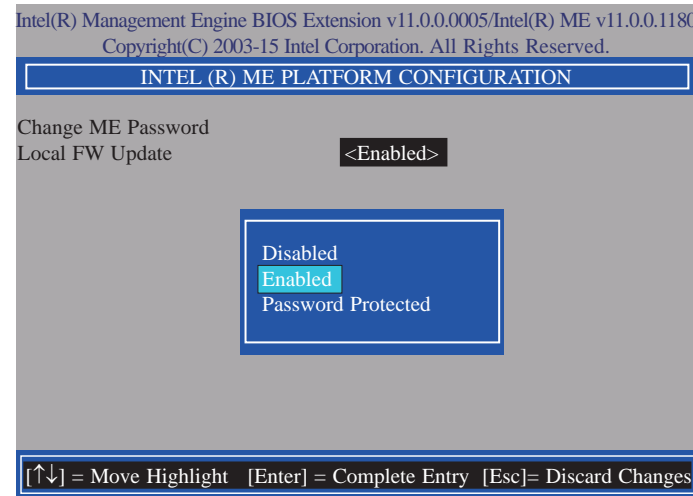 Intel(R) Management Engine BIOS Extension v11.0.0.0005/Intel(R) ME v11.0.0.1180
Copyright(C) 2003-15 Intel Corporation. All Rights Reserved.
INTEL (R) ME PLATFORM CONFIGURATION
Change ME Password
Local FW Update <Enabled>
Disabled
Enabled
Password Protected
[↑↓] = Move Highlight [Enter] = Complete Entry [Esc]= Discard Changes